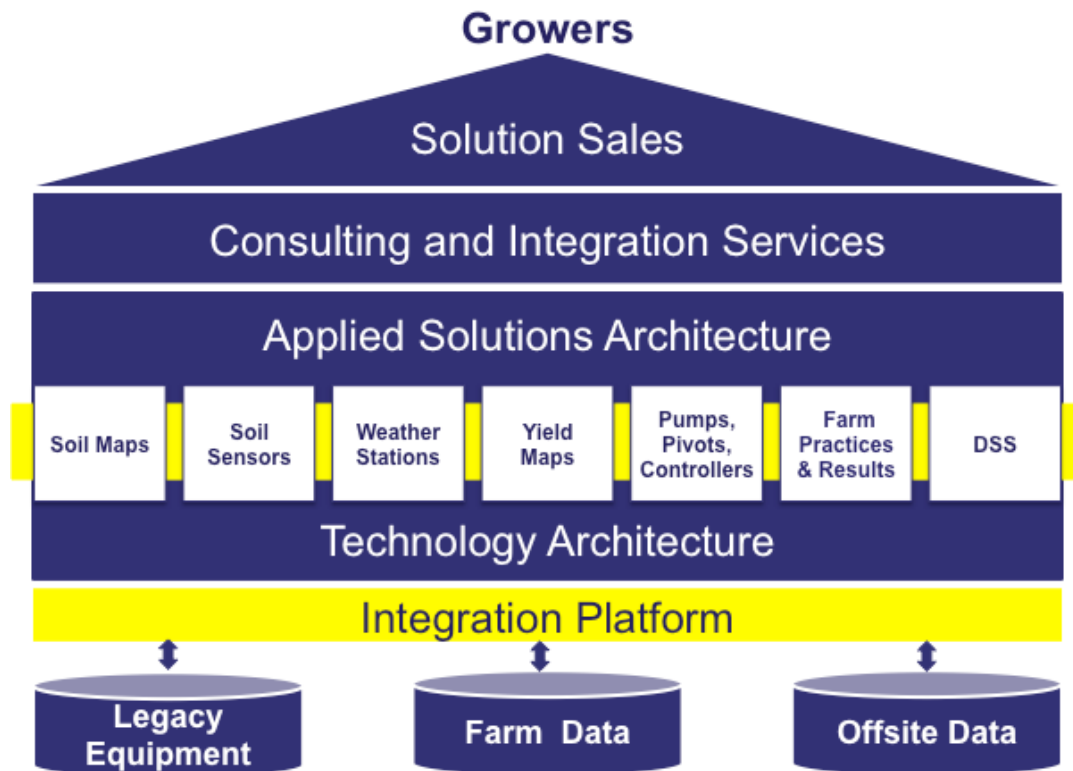 Growers
Solution Sales
Consulting and Integration Services
Applied Solutions Architecture
Soil Maps
Soil
Sensors
Weather
Stations
Yield
Maps
Pumps,
Pivots,
Controllers
Farm
Practices
& Results
DSS
Technology Architecture
Integration Platform
Legacy
Equipment
Farm Data
Offsite Data